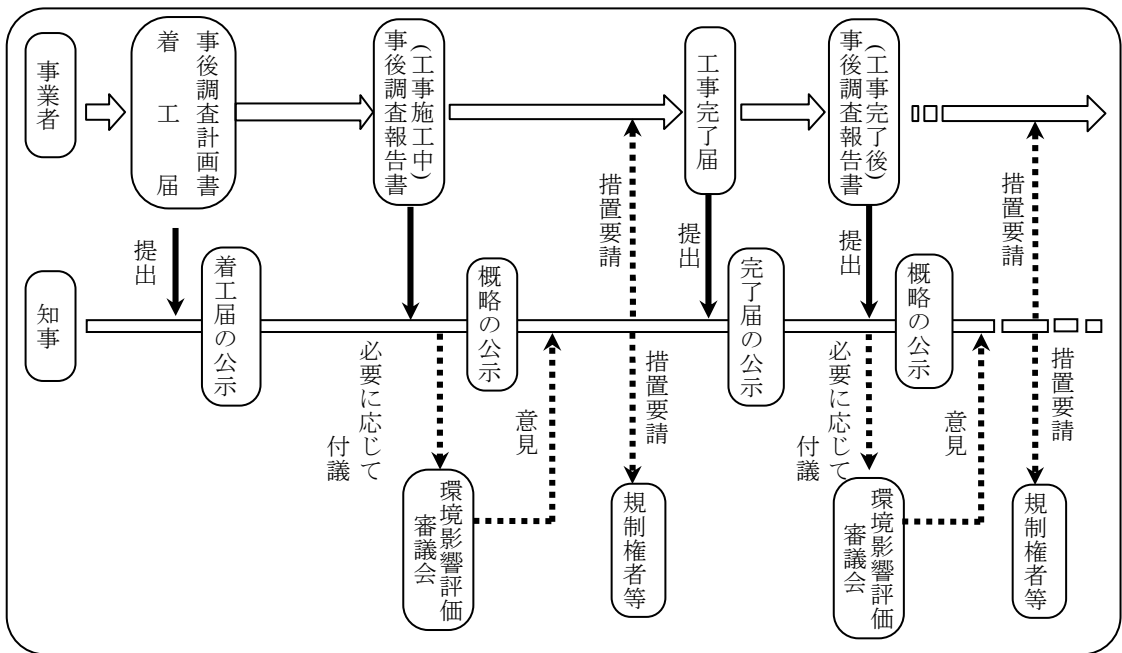 事業者
事後調査計画書
着工届
事後調査報告書
(工事施工中)
工事完了届
事後調査報告書
(工事完了後)
提出
措置要請
提出
提出
措置要請
知事
着工届の公示
概略の公示
完了届の公示
概略の公示
必要に応じて
付議
意見
措置要請
必要に応じて
付議
意見
措置要請
環境影響評価
審議会
規制権者等
環境影響評価
審議会
規制権者等